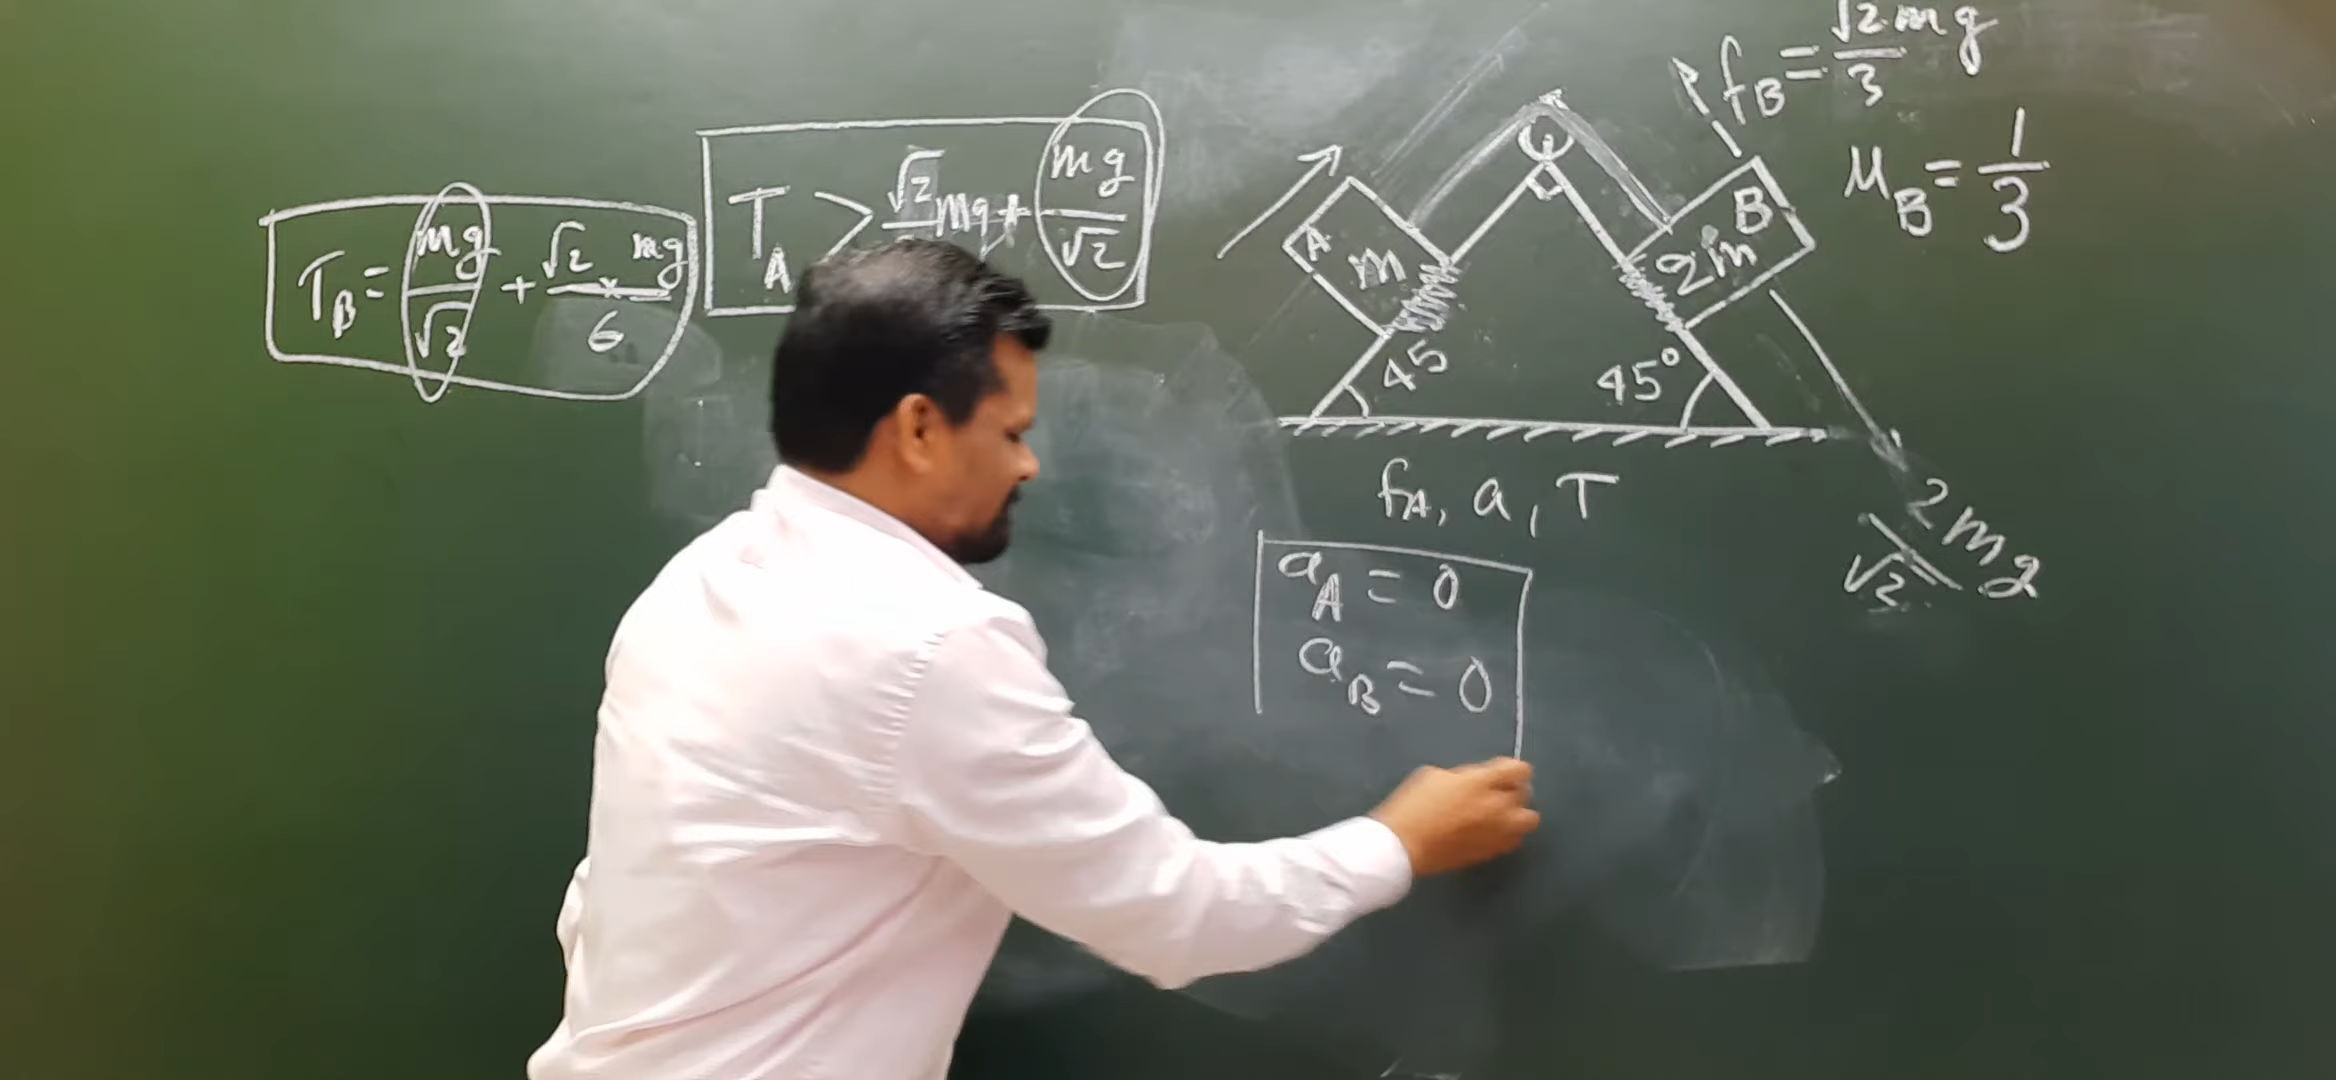 T_B = mg/√2 + √2 × mg/6
T_A > √2 mg + mg/√2
f_B = √2 mg/3
μ_B = 1/3
A
m
B
2m
45
45°
f_A, a, T
a_A = 0
a_B = 0
2mg/√2